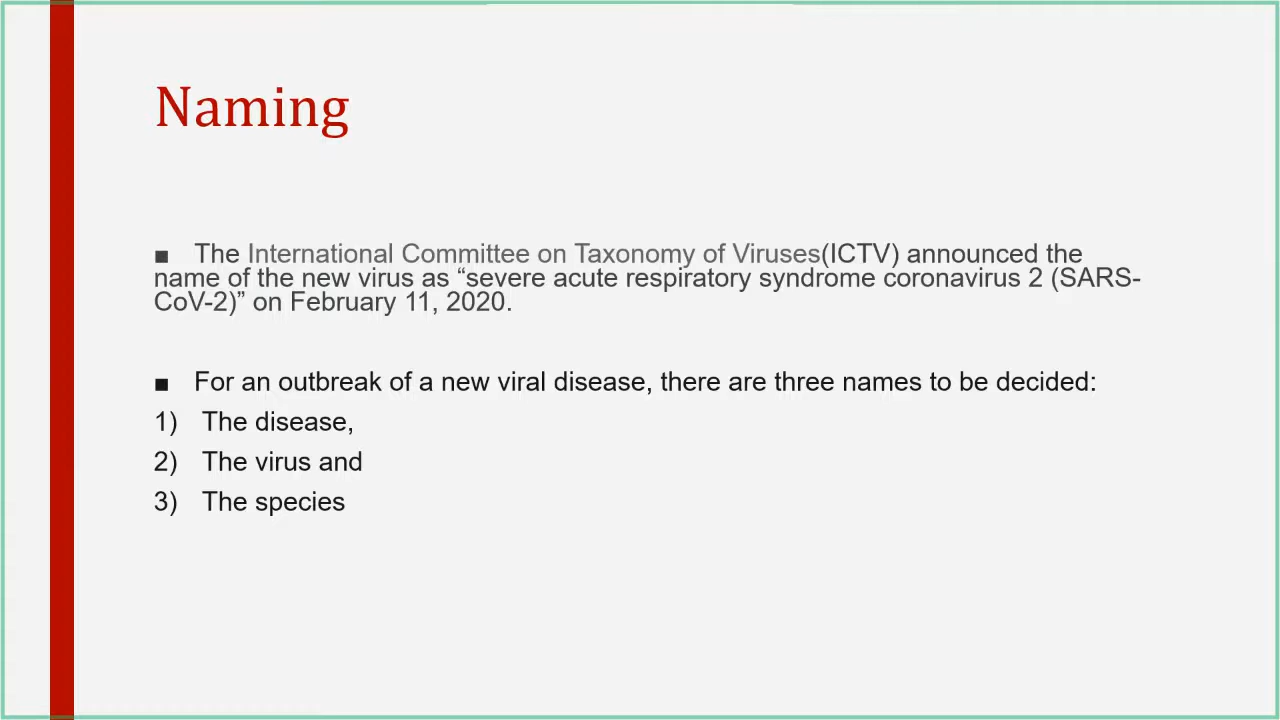 Naming
■ The International Committee on Taxonomy of Viruses(ICTV) announced the
name of the new virus as “severe acute respiratory syndrome coronavirus 2 (SARS-
CoV-2)” on February 11, 2020.
■ For an outbreak of a new viral disease, there are three names to be decided:
1) The disease,
2) The virus and
3) The species